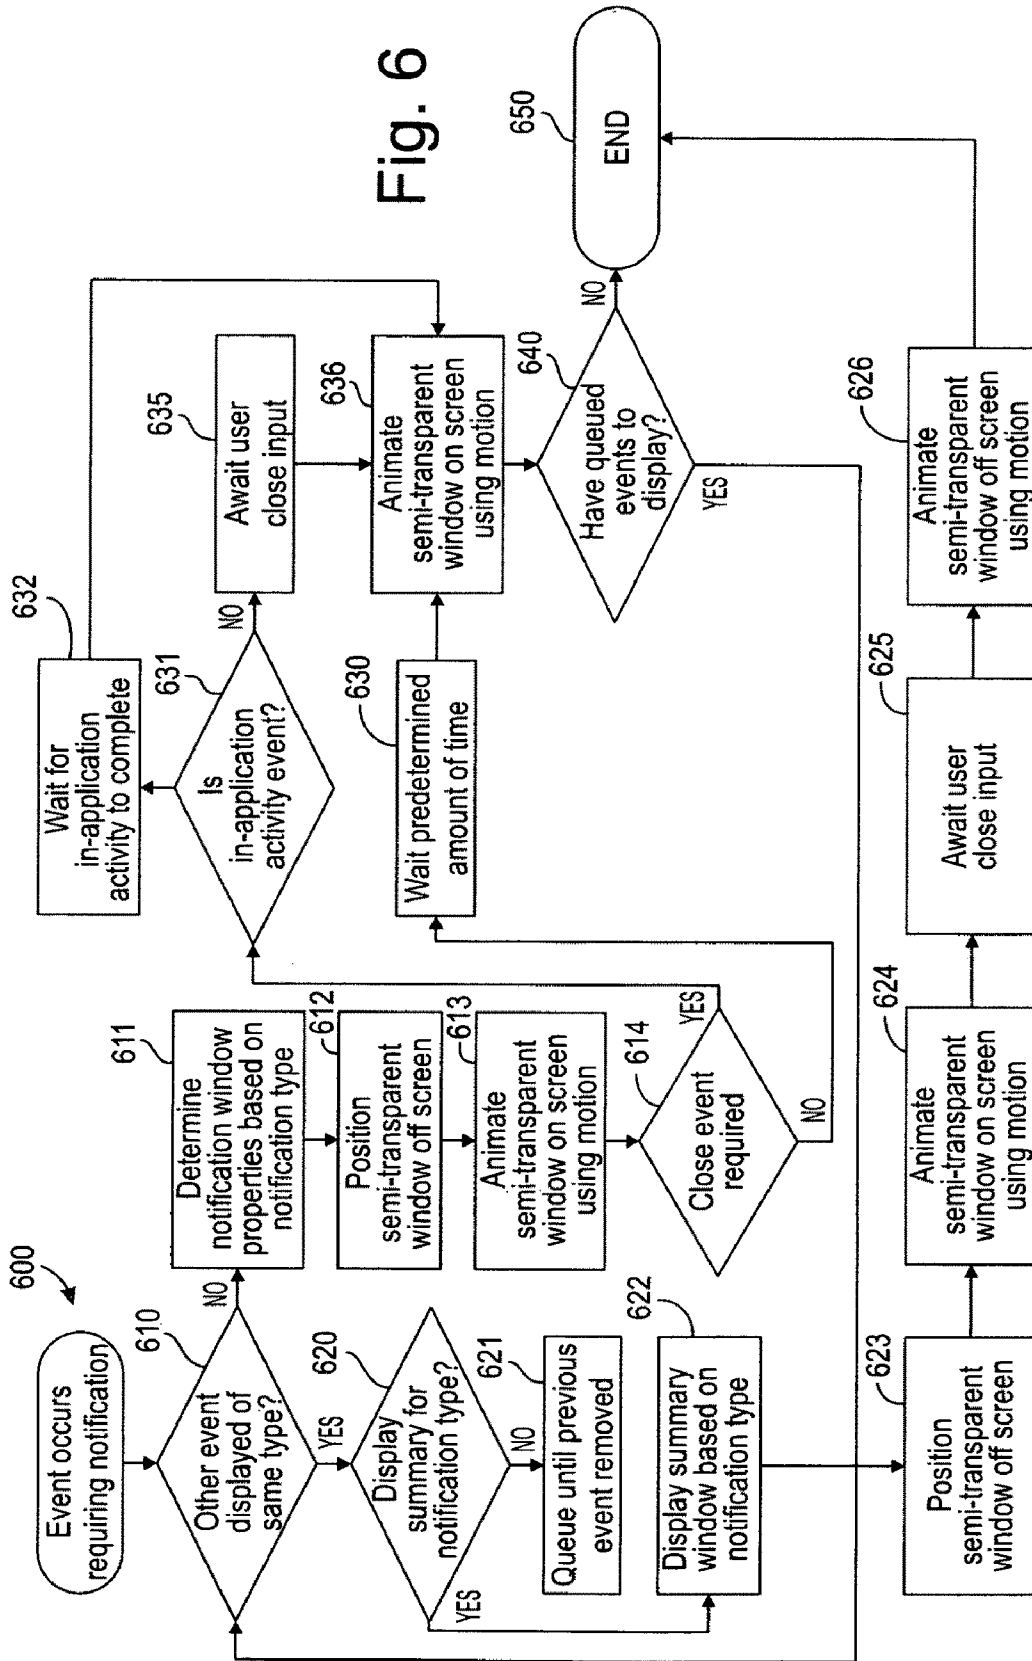 Fig. 6
600
Event occurs
requiring notification
610
Other event
displayed of
same type?
NO
YES
611
Determine
notification window
properties based on
notification type
612
Position
semi-transparent
window off screen
613
Animate
semi-transparent
window on screen
using motion
614
Close event
required
YES
NO
620
Display
summary for
notification type?
NO
YES
621
Queue until previous
event removed
622
Display summary
window based on
notification type
623
Position
semi-transparent
window off screen
624
Animate
semi-transparent
window on screen
using motion
625
Await user
close input
626
Animate
semi-transparent
window off screen
using motion
630
Wait predetermined
amount of time
631
Is
in-application
activity event?
NO
632
Wait for
in-application
activity to complete
635
Await user
close input
636
Animate
semi-transparent
window on screen
using motion
640
Have queued
events to
display?
NO
YES
650
END